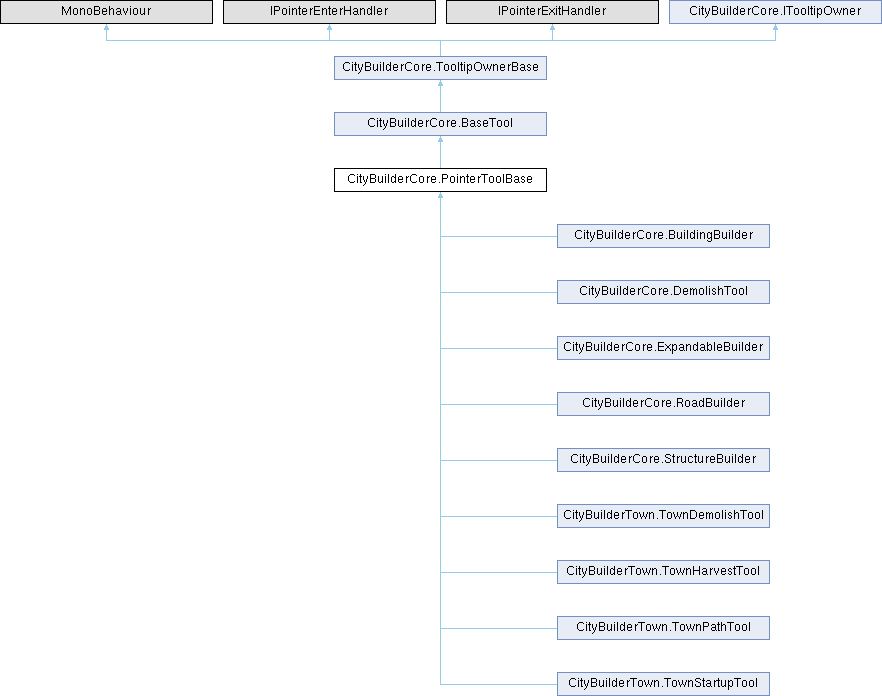 MonoBehaviour
IPointerEnterHandler
IPointerExitHandler
CityBuilderCore.ITooltipOwner
CityBuilderCore.TooltipOwnerBase
CityBuilderCore.BaseTool
CityBuilderCore.PointerToolBase
CityBuilderCore.BuildingBuilder
CityBuilderCore.DemolishTool
CityBuilderCore.ExpandableBuilder
CityBuilderCore.RoadBuilder
CityBuilderCore.StructureBuilder
CityBuilderTown.TownDemolishTool
CityBuilderTown.TownHarvestTool
CityBuilderTown.TownPathTool
CityBuilderTown.TownStartupTool